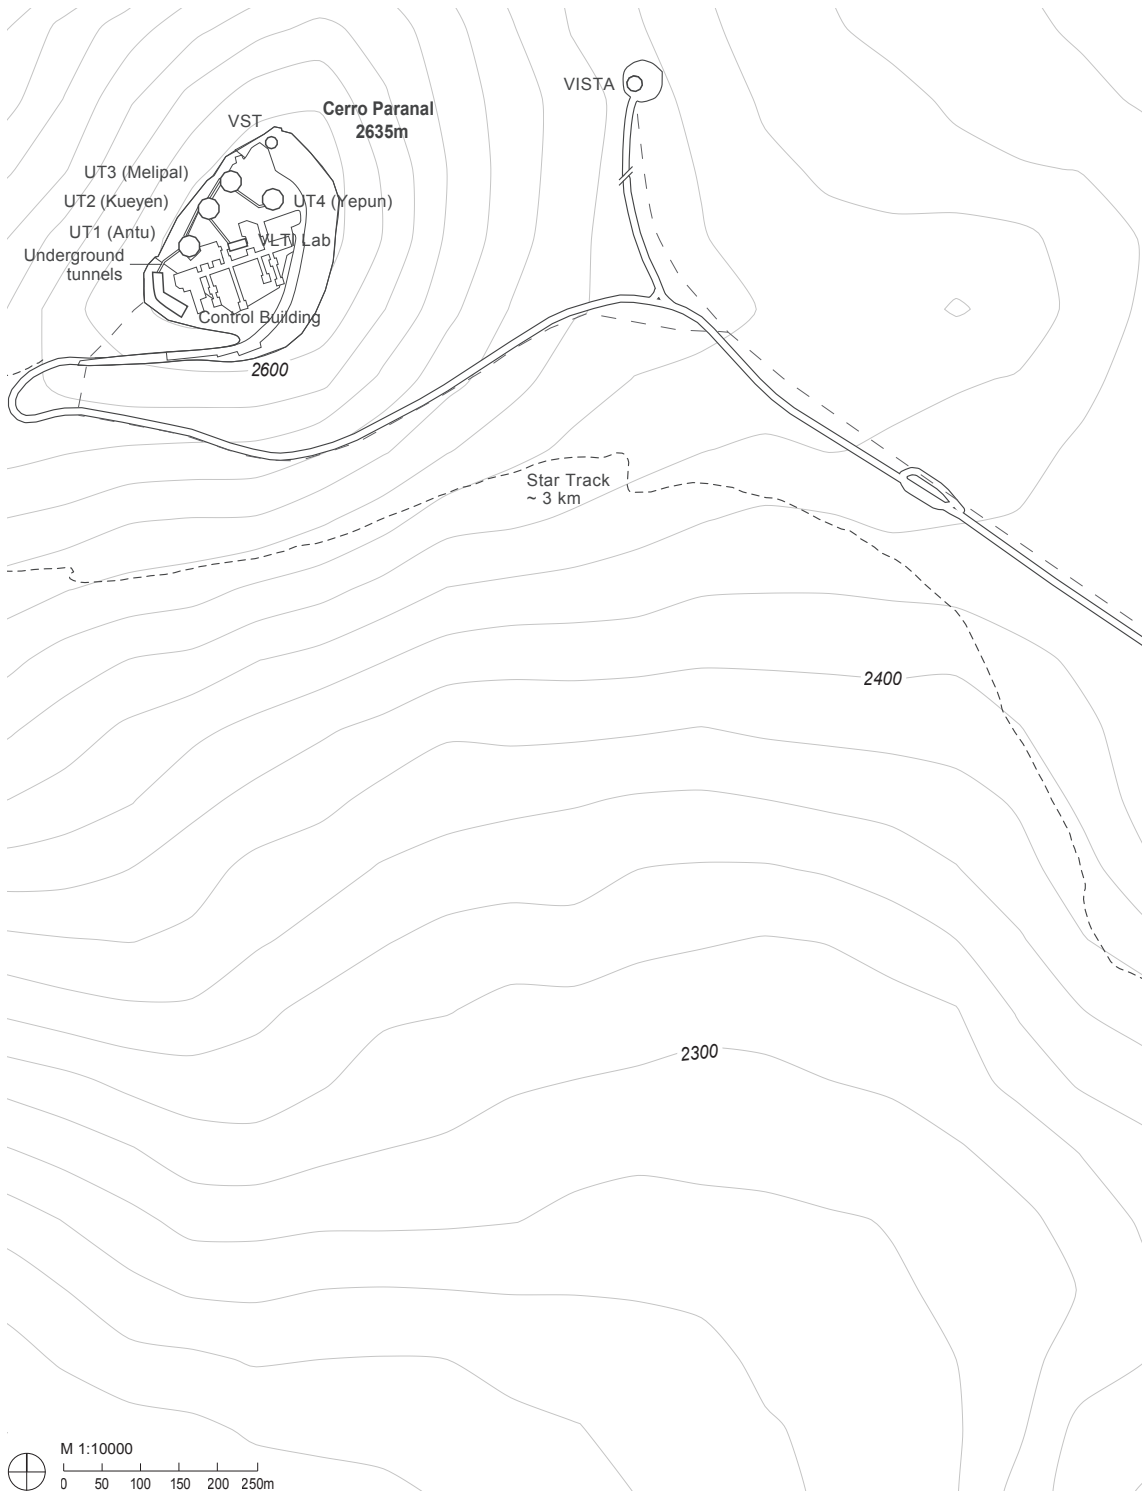 VISTA
Cerro Paranal
2635m
VST
UT3 (Melipal)
UT2 (Kueyen)
UT4 (Yepun)
UT1 (Antu)
VLTI Lab
Underground
tunnels
Control Building
2600
Star Track
~ 3 km
2400
2300
M 1:10000
0 50 100 150 200 250m